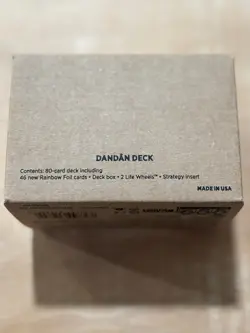 DANDÂN DECK
Contents: 80-card deck including
46 new Rainbow Foil cards • Deck box • 2 Life Wheels™ • Strategy insert
MADE IN USA